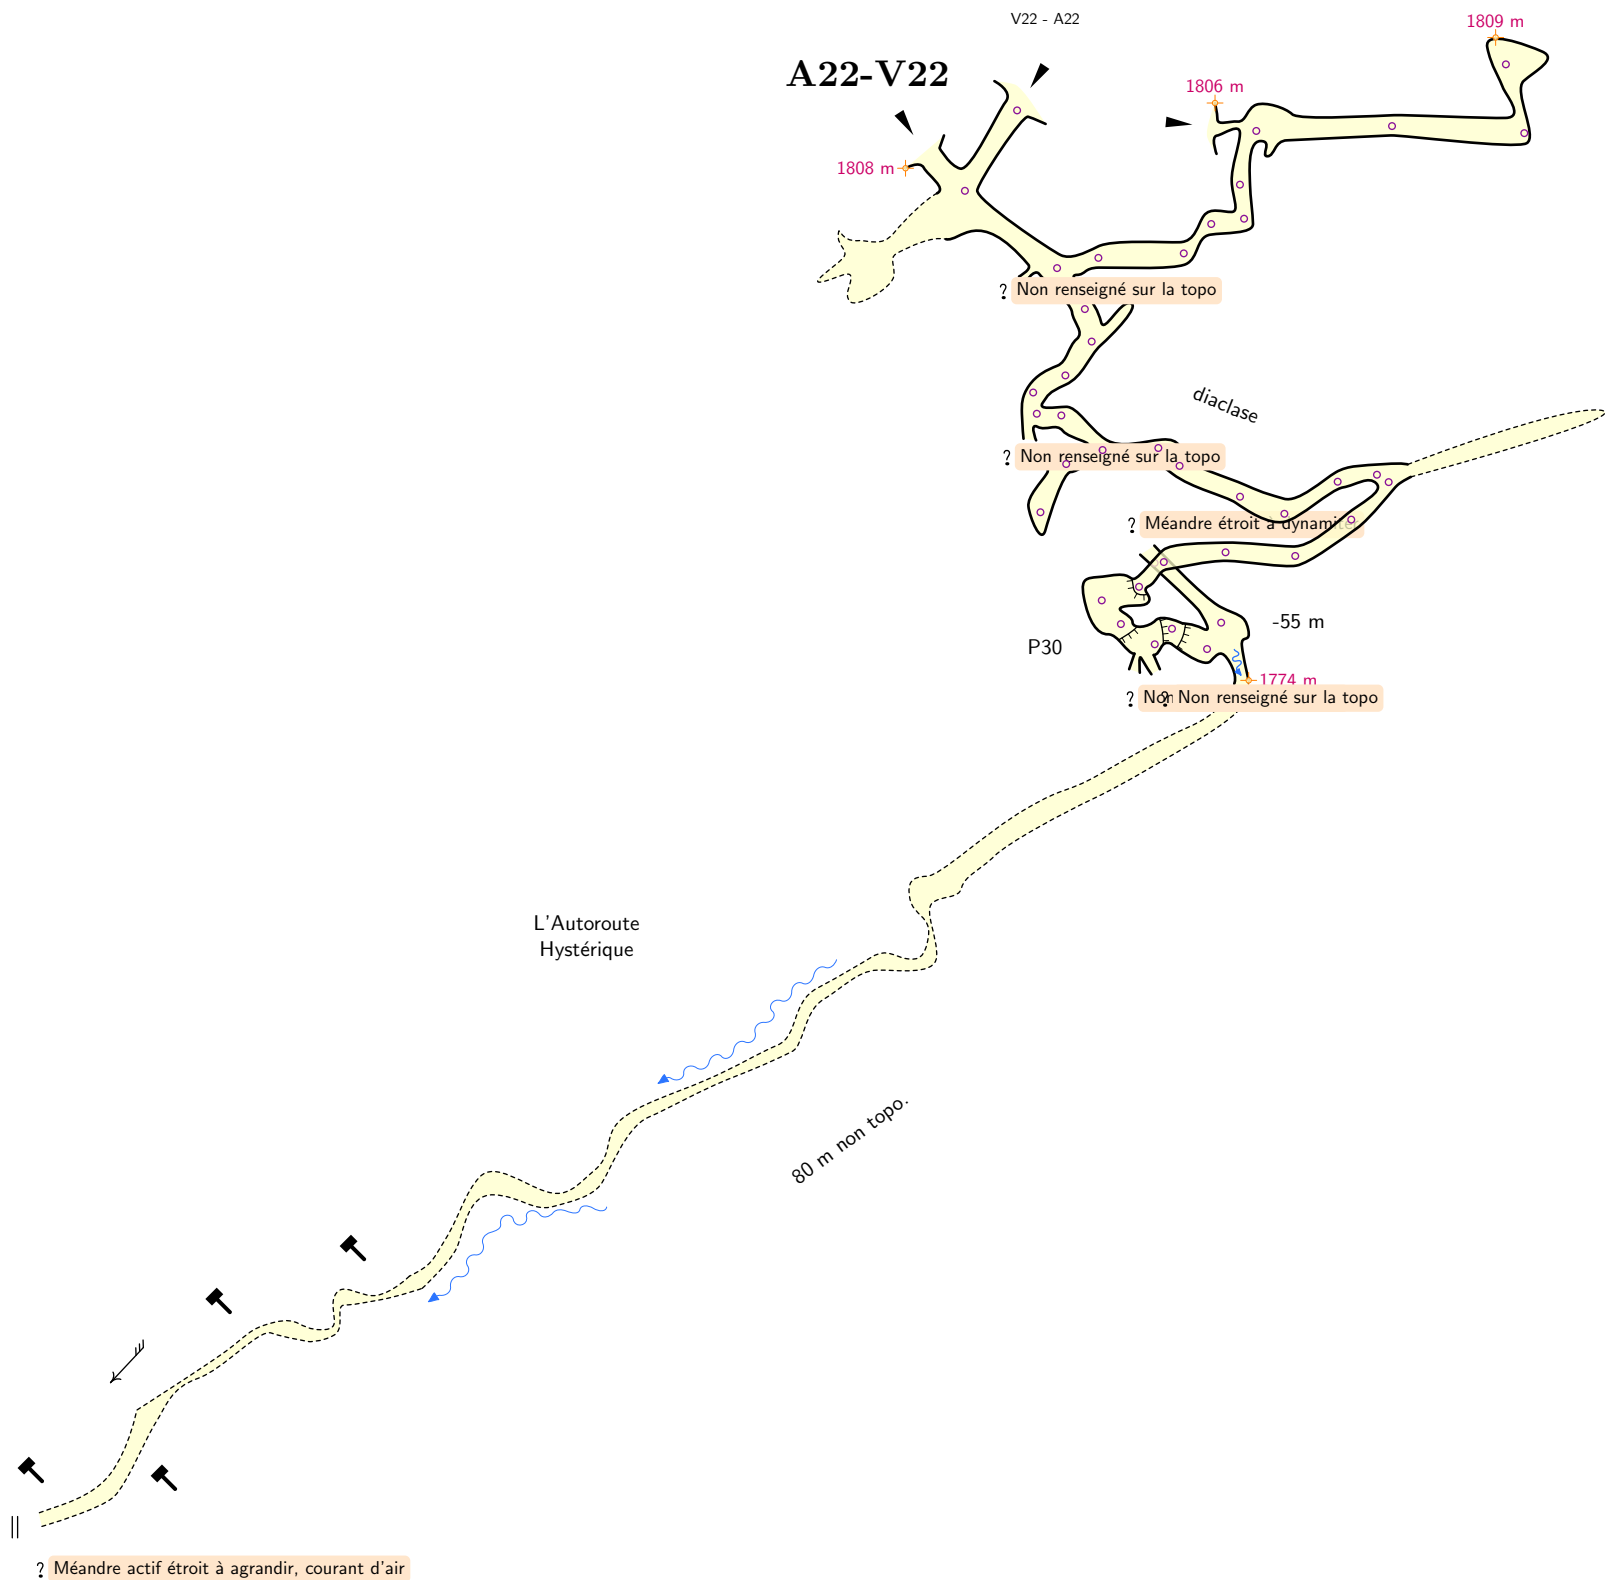 V22 - A22
1809 m
A22-V22
1806 m
1808 m
? Non renseigné sur la topo
diaclase
? Non renseigné sur la topo
? Méandre étroit à dynamiter
-55 m
P30
1774 m
? Non
? Non renseigné sur la topo
L'Autoroute
Hystérique
80 m non topo.
? Méandre actif étroit à agrandir, courant d'air